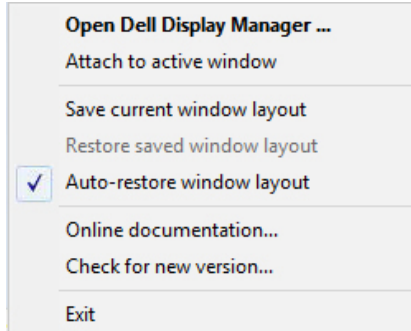 Open Dell Display Manager ...
Attach to active window
Save current window layout
Restore saved window layout
Auto-restore window layout
Online documentation...
Check for new version...
Exit